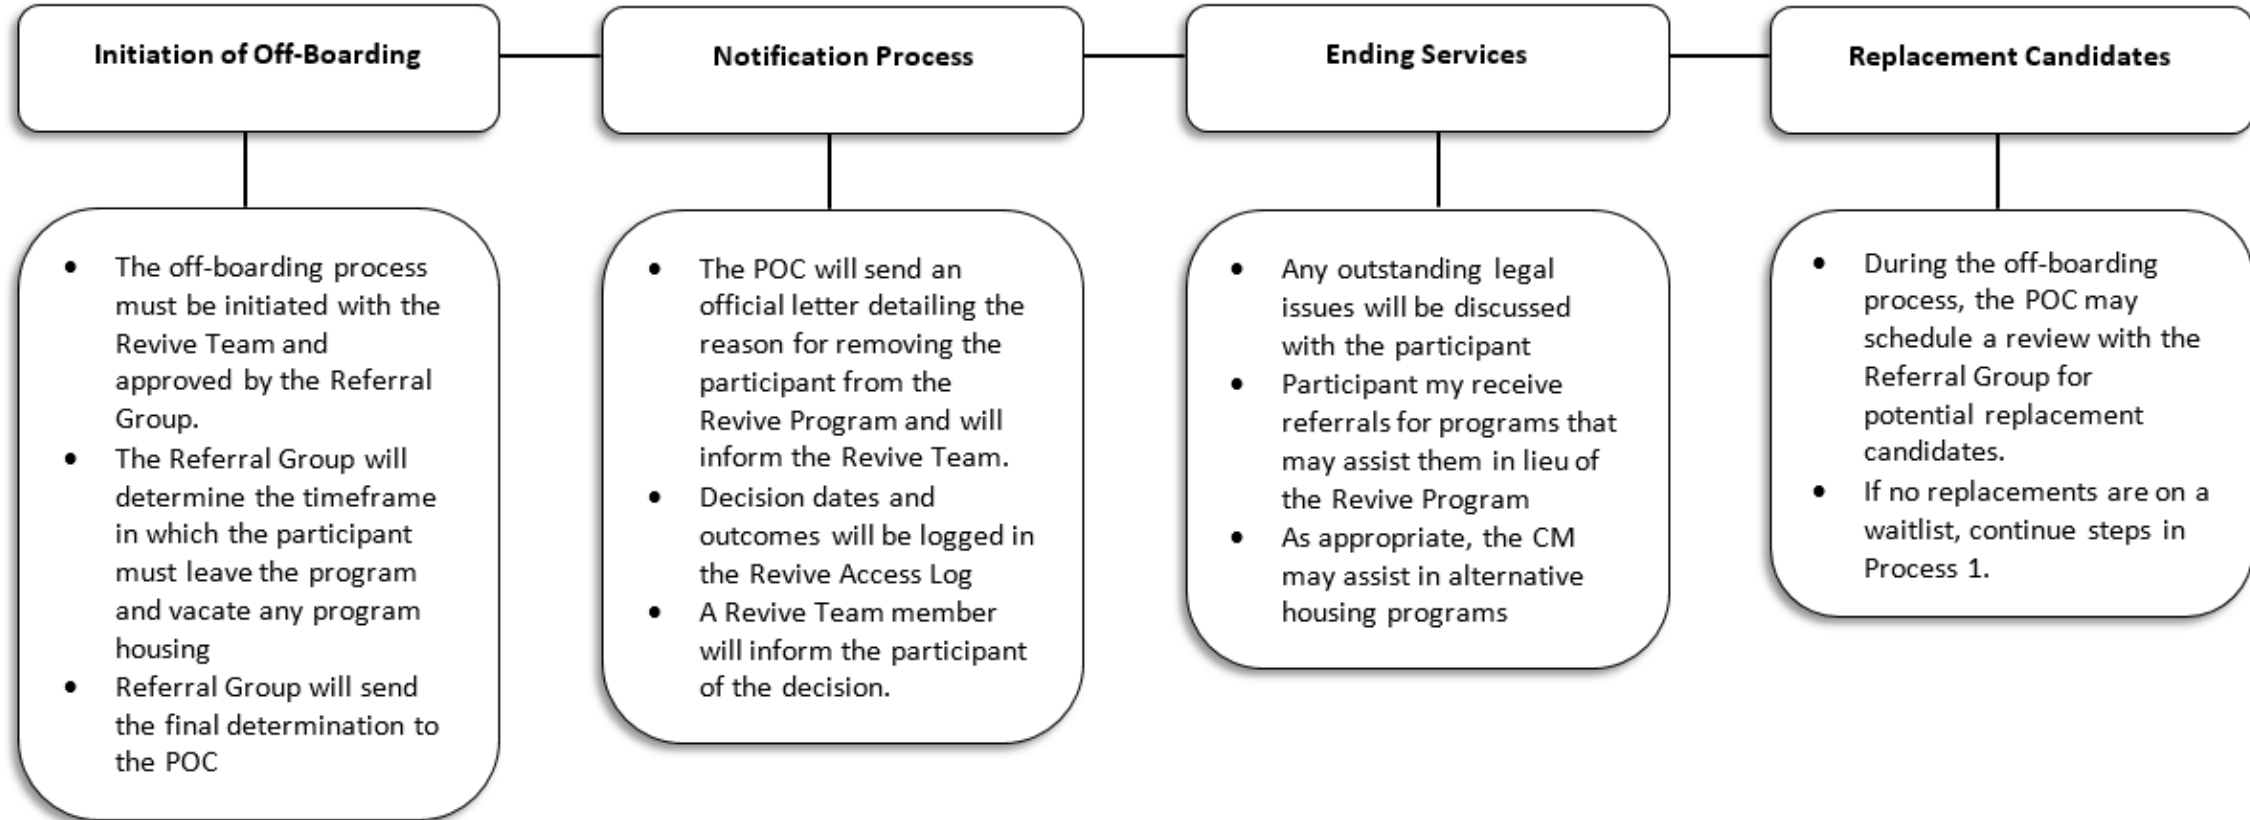 Initiation of Off-Boarding
• The off-boarding process
must be initiated with the
Revive Team and
approved by the Referral
Group.
• The Referral Group will
determine the timeframe
in which the participant
must leave the program
and vacate any program
housing
• Referral Group will send
the final determination to
the POC
Notification Process
• The POC will send an
official letter detailing the
reason for removing the
participant from the
Revive Program and will
inform the Revive Team.
• Decision dates and
outcomes will be logged in
the Revive Access Log
• A Revive Team member
will inform the participant
of the decision.
Ending Services
• Any outstanding legal
issues will be discussed
with the participant
• Participant my receive
referrals for programs that
may assist them in lieu of
the Revive Program
• As appropriate, the CM
may assist in alternative
housing programs
Replacement Candidates
• During the off-boarding
process, the POC may
schedule a review with the
Referral Group for
potential replacement
candidates.
• If no replacements are on a
waitlist, continue steps in
Process 1.